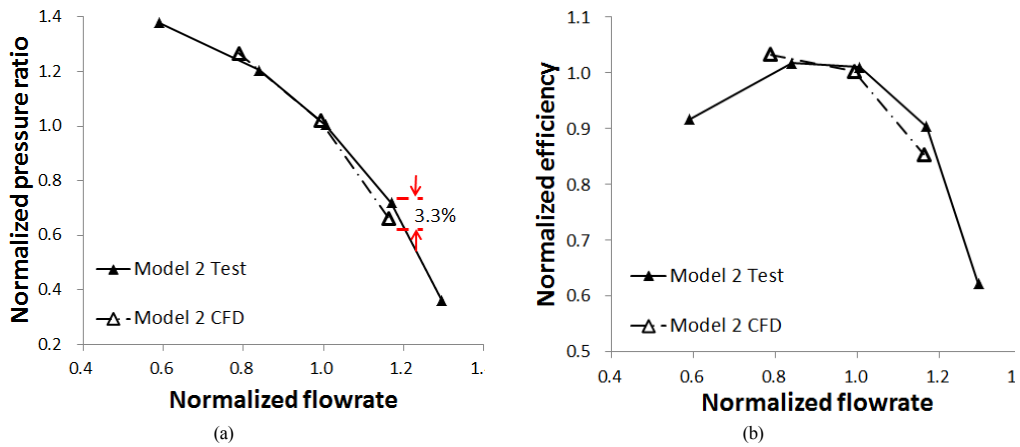 Normalized pressure ratio
1.4
1.2
1.0
0.8
0.6
0.4
0.2
3.3%
Model 2 Test
Model 2 CFD
0.4 0.6 0.8 1.0 1.2 1.
Normalized flowrate
(a)
Normalized efficiency
1.1
1.0
0.9
0.8
0.7
0.6
0.5
Model 2 Test
Model 2 CFD
0.4 0.6 0.8 1.0 1.2 1
Normalized flowrate
(b)